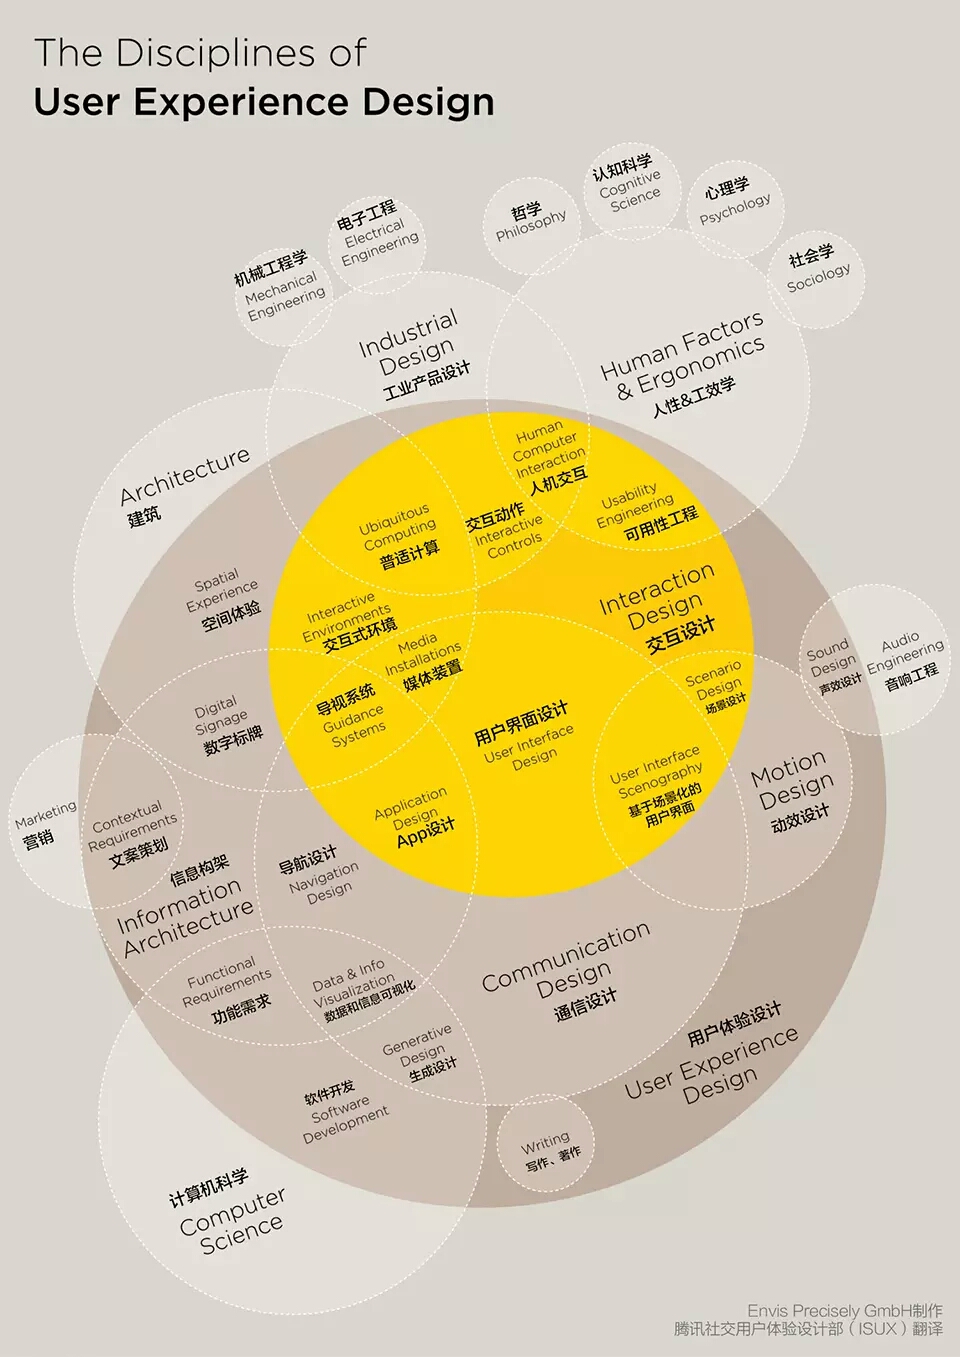 The Disciplines of
User Experience Design
认知科学
Cognitive
Science
心理学
Psychology
哲学
Philosophy
电子工程
Electrical
Engineering
社会学
Sociology
机械工程学
Mechanical
Engineering
Industrial
Design
工业产品设计
Human Factors
& Ergonomics
人性&工效学
Architecture
建筑
Human
Computer
Interaction
人机交互
Ubiquitous
Computing
普适计算
交互动作
Interactive
Controls
Usability
Engineering
可用性工程
Spatial
Experience
空间体验
Interactive
Environments
交互式环境
Interaction
Design
交互设计
Media
Installations
媒体装置
Sound
Design
声效设计
Audio
Engineering
音响工程
Scenario
Design
场景设计
Digital
Signage
数字标牌
导视系统
Guidance
Systems
用户界面设计
User Interface
Design
User Interface
Scenography
基于场景化的
用户界面
Motion
Design
动效设计
Marketing
营销
Contextual
Requirements
文案策划
Application
Design
App设计
信息构架
Information
Architecture
导航设计
Navigation
Design
Functional
Requirements
功能需求
Data & Info
Visualization
数据和信息可视化
Communication
Design
通信设计
Generative
Design
生成设计
用户体验设计
User Experience
Design
软件开发
Software
Development
Writing
写作、著作
计算机科学
Computer
Science
Envis Precisely GmbH制作
腾讯社交用户体验设计部（ISUX）翻译